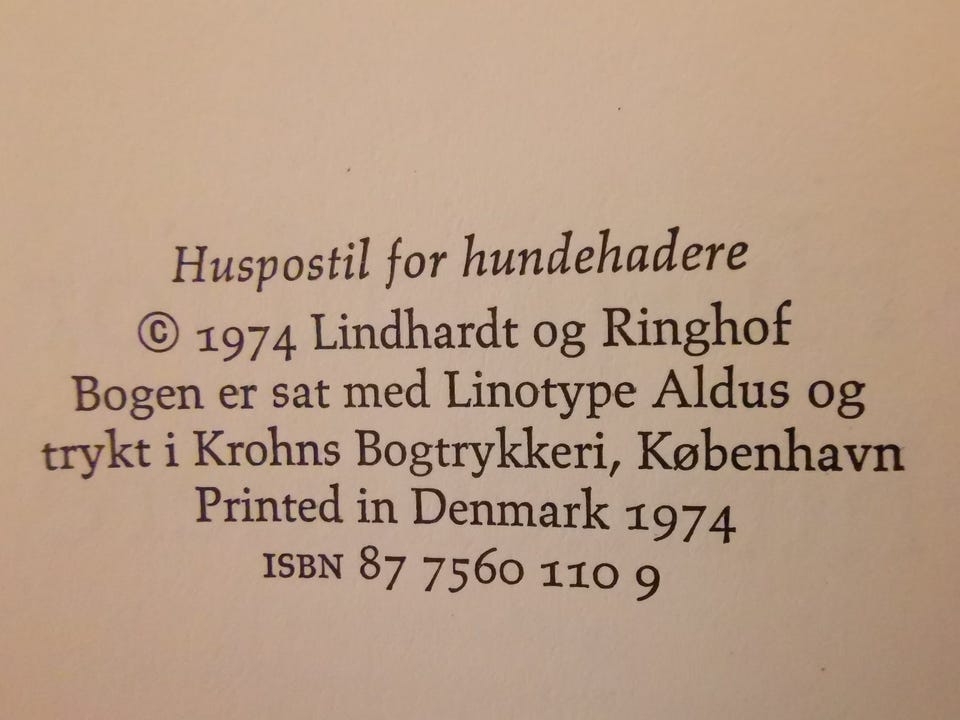 Huspostil for hundehadere
© 1974 Lindhardt og Ringhof
Bogen er sat med Linotype Aldus og
trykt i Krohns Bogtrykkeri, København
Printed in Denmark 1974
ISBN 87 7560 110 9